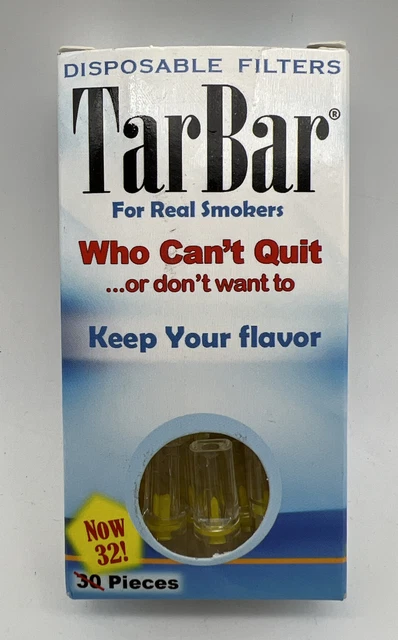 DISPOSABLE FILTERS
TarBar®
For Real Smokers
Who Can't Quit
...or don't want to
Keep Your flavor
Now
32!
30 Pieces